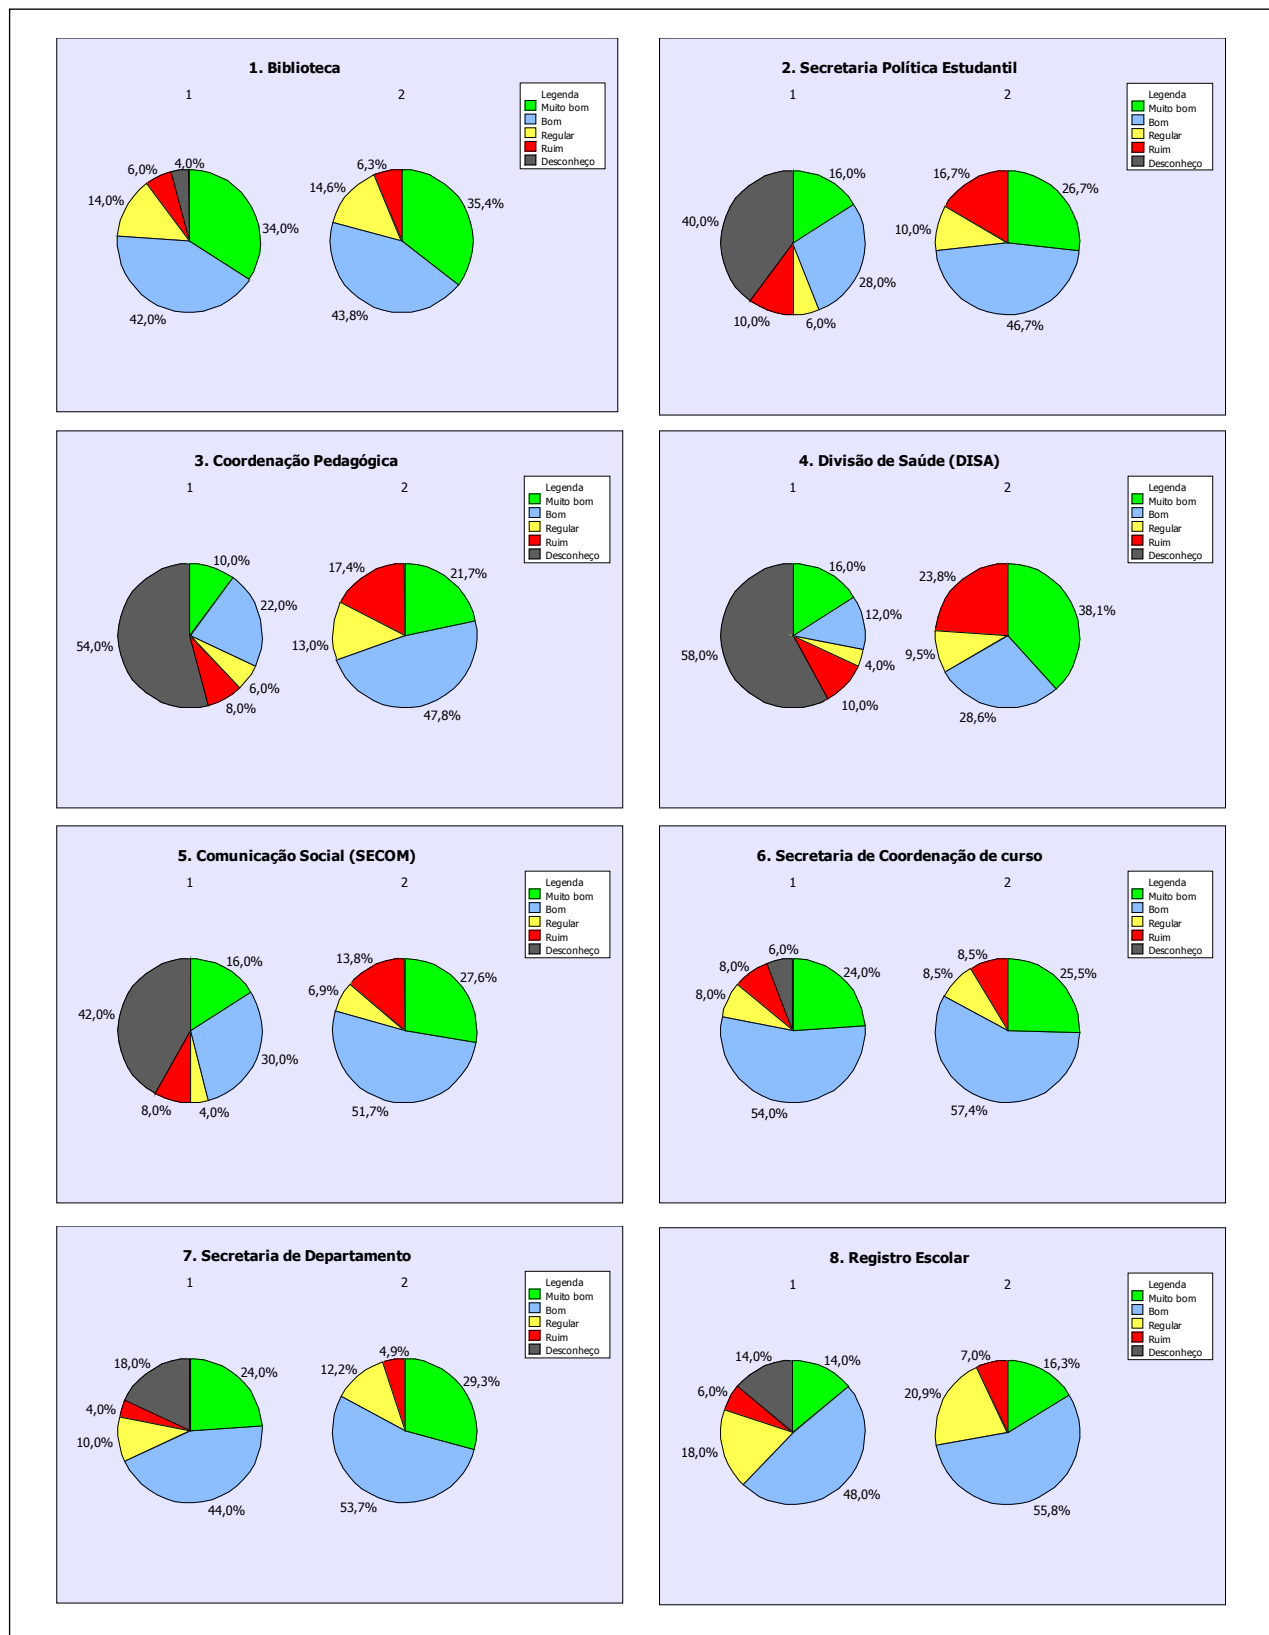 1. Biblioteca
1
2
Legenda
Muito bom
Bom
Regular
Ruim
Desconheço
6,0%
4,0%
14,0%
34,0%
42,0%
6,3%
14,6%
35,4%
43,8%
2. Secretaria Política Estudantil
1
2
Legenda
Muito bom
Bom
Regular
Ruim
Desconheço
16,0%
40,0%
28,0%
10,0%
6,0%
16,7%
26,7%
10,0%
46,7%
3. Coordenação Pedagógica
1
2
Legenda
Muito bom
Bom
Regular
Ruim
Desconheço
10,0%
22,0%
54,0%
6,0%
8,0%
17,4%
21,7%
13,0%
47,8%
4. Divisão de Saúde (DISA)
1
2
Legenda
Muito bom
Bom
Regular
Ruim
Desconheço
16,0%
12,0%
58,0%
4,0%
10,0%
23,8%
38,1%
9,5%
28,6%
5. Comunicação Social (SECOM)
1
2
Legenda
Muito bom
Bom
Regular
Ruim
Desconheço
16,0%
42,0%
30,0%
8,0%
4,0%
13,8%
27,6%
6,9%
51,7%
6. Secretaria de Coordenação de curso
1
2
Legenda
Muito bom
Bom
Regular
Ruim
Desconheço
6,0%
8,0%
24,0%
8,0%
54,0%
8,5%
8,5%
25,5%
57,4%
7. Secretaria de Departamento
1
2
Legenda
Muito bom
Bom
Regular
Ruim
Desconheço
18,0%
24,0%
4,0%
10,0%
44,0%
4,9%
12,2%
29,3%
53,7%
8. Registro Escolar
1
2
Legenda
Muito bom
Bom
Regular
Ruim
Desconheço
14,0%
14,0%
6,0%
18,0%
48,0%
7,0%
16,3%
20,9%
55,8%